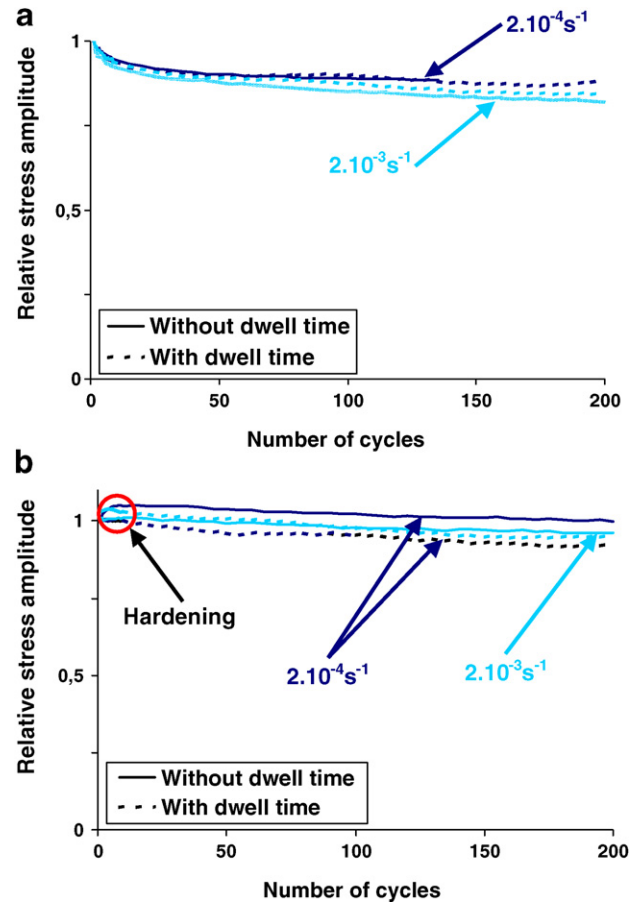 a
2.10⁻⁴s⁻¹
1
0,5
0
2.10⁻³s⁻¹
Relative stress amplitude
Without dwell time
With dwell time
0 50 100 150 200
Number of cycles
b
1
0,5
0
Hardening
2.10⁻⁴s⁻¹
2.10⁻³s⁻¹
Relative stress amplitude
Without dwell time
With dwell time
0 50 100 150 200
Number of cycles